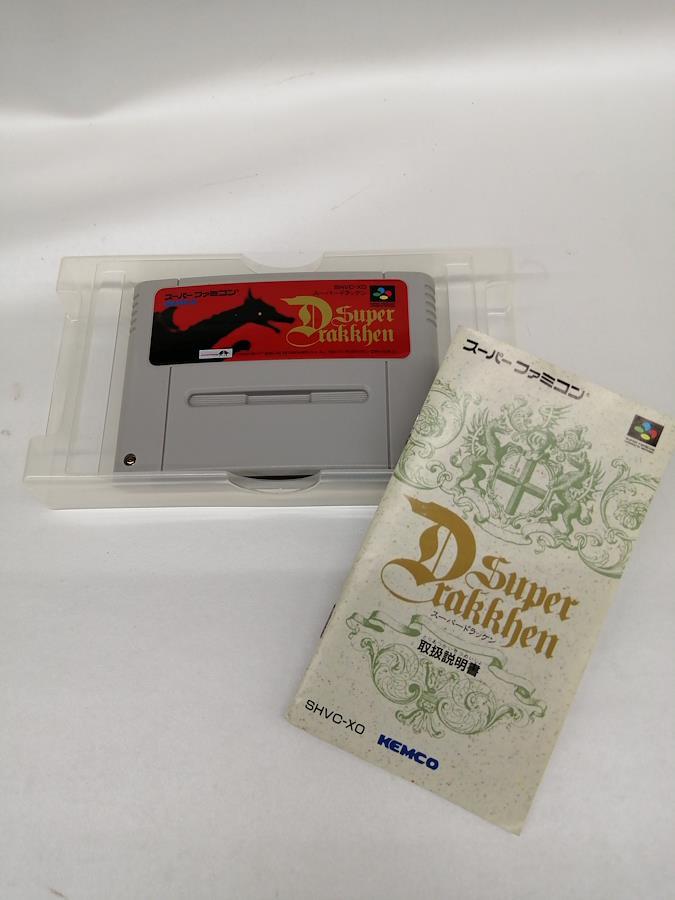 スーパーファミコン
KEMCO
SHVC-XO
スーパードラッケン
Super
Drakkhen
スーパーファミコン
Super
Drakkhen
スーパードラッケン
取扱説明書
SHVC-XO
KEMCO